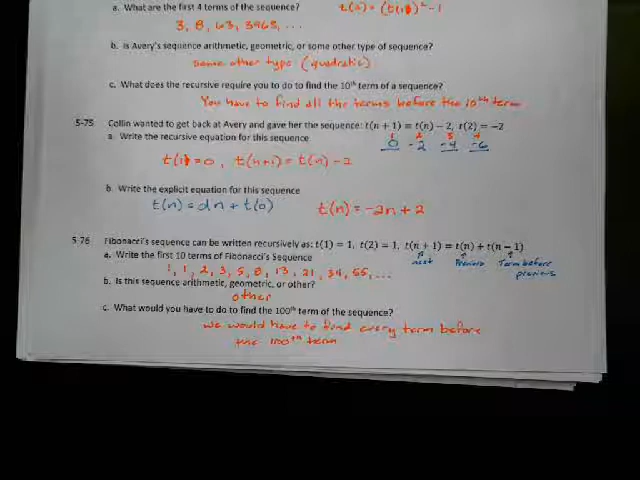 a. What are the first 4 terms of the sequence?
3, 8, 63, 3968, ...
b. Is Avery's sequence arithmetic, geometric, or some other type of sequence?
some other type (quadratic)
c. What does the recursive require you to do to find the 10th term of a sequence?
You have to find all the terms before the 10th term
5-75 Collin wanted to get back at Avery and gave her the sequence: t(n + 1) = t(n) − 2, t(2) = −2
a. Write the recursive equation for this sequence
1 2 3 4
0 -2 -4 -6
t(1)=0, t(n+1) = t(n) - 2
b. Write the explicit equation for this sequence
t(n) = dn + t(0) t(n) = -2n + 2
5-76 Fibonacci's sequence can be written recursively as: t(1) = 1, t(2) = 1, t(n + 1) = t(n) + t(n − 1)
next Previous Term before previous
a. Write the first 10 terms of Fibonacci's Sequence
1, 1, 2, 3, 5, 8, 13, 21, 34, 55, ...
b. Is this sequence arithmetic, geometric, or other?
other
c. What would you have to do to find the 100th term of the sequence?
we would have to find every term before
the 100th term